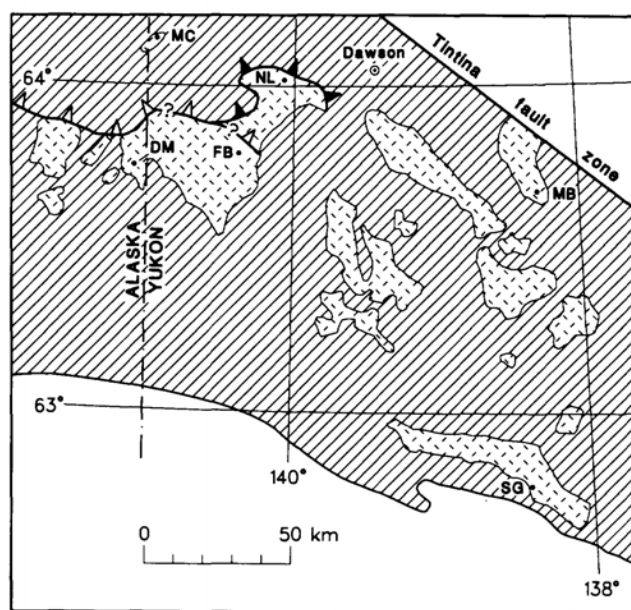 MC
Dawson
Tintina
fault
zone
64°
NL
DM
FB
?
?
MB
ALASKA
YUKON
63°
140°
SG
0 50 km
138°